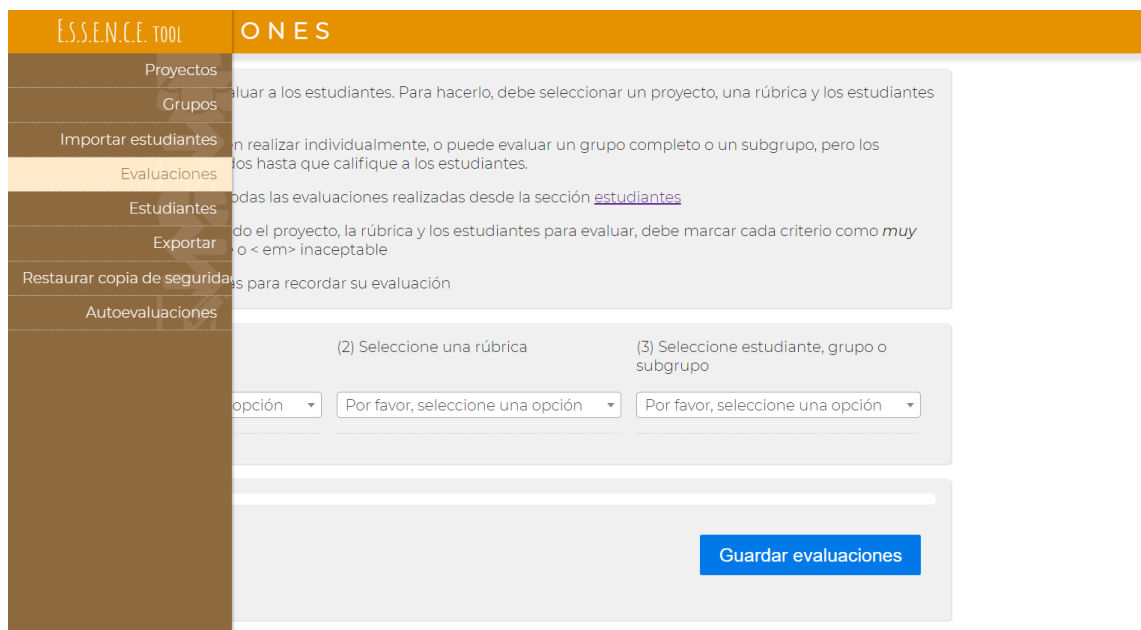 E.S.S.E.N.C.E. TOOL
ONES
Proyectos
Grupos
Importar estudiantes
Evaluaciones
Estudiantes
Exportar
Restaurar copia de segurida
Autoevaluaciones
luar a los estudiantes. Para hacerlo, debe seleccionar un proyecto, una rúbrica y los estudiantes
n realizar individualmente, o puede evaluar un grupo completo o un subgrupo, pero los
dos hasta que califique a los estudiantes.
odas las evaluaciones realizadas desde la sección estudiantes
do el proyecto, la rúbrica y los estudiantes para evaluar, debe marcar cada criterio como muy
o < em> inaceptable
as para recordar su evaluación
(2) Seleccione una rúbrica
(3) Seleccione estudiante, grupo o
subgrupo
opción
Por favor, seleccione una opción
Por favor, seleccione una opción
Guardar evaluaciones